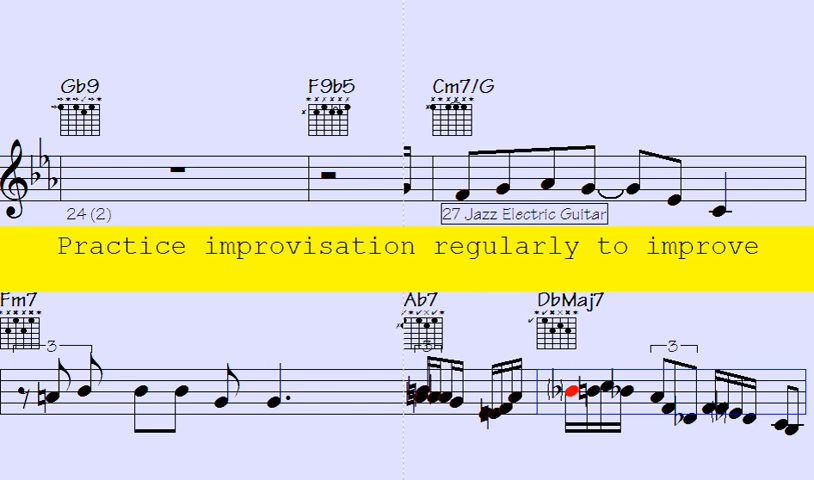 Gb9 F9b5 Cm7/G
24 (2) 27 Jazz Electric Guitar
Practice improvisation regularly to improve
Fm7 Ab7 DbMaj7
3 3 3